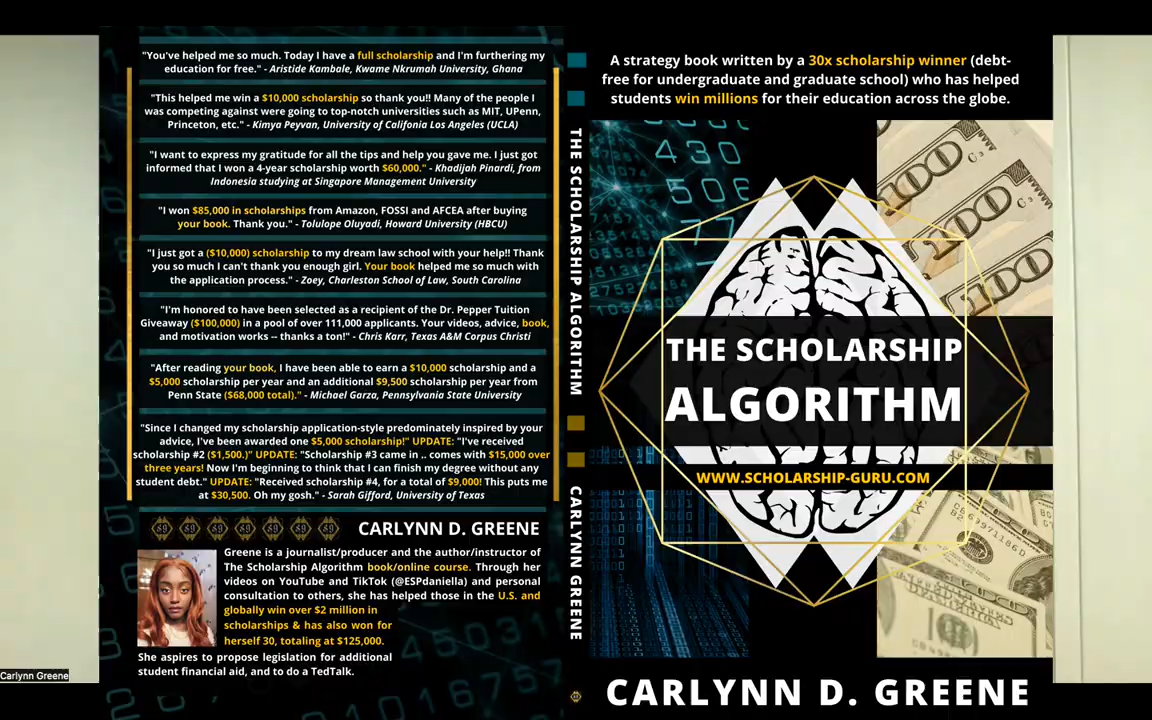 "You've helped me so much. Today I have a full scholarship and I'm furthering my
education for free." - Aristide Kambale, Kwame Nkrumah University, Ghana
"This helped me win a $10,000 scholarship so thank you!! Many of the people I
was competing against were going to top-notch universities such as MIT, UPenn,
Princeton, etc." - Kimya Peyvan, University of Califonia Los Angeles (UCLA)
"I want to express my gratitude for all the tips and help you gave me. I just got
informed that I won a 4-year scholarship worth $60,000." - Khadijah Pinardi, from
Indonesia studying at Singapore Management University
"I won $85,000 in scholarships from Amazon, FOSSI and AFCEA after buying
your book. Thank you." - Tolulope Oluyadi, Howard University (HBCU)
"I just got a ($10,000) scholarship to my dream law school with your help!! Thank
you so much I can't thank you enough girl. Your book helped me so much with
the application process." - Zoey, Charleston School of Law, South Carolina
"I'm honored to have been selected as a recipient of the Dr. Pepper Tuition
Giveaway ($100,000) in a pool of over 111,000 applicants. Your videos, advice, book,
and motivation works -- thanks a ton!" - Chris Karr, Texas A&M Corpus Christi
"After reading your book, I have been able to earn a $10,000 scholarship and a
$5,000 scholarship per year and an additional $9,500 scholarship per year from
Penn State ($68,000 total)." - Michael Garza, Pennsylvania State University
"Since I changed my scholarship application-style predominately inspired by your
advice, I've been awarded one $5,000 scholarship!" UPDATE: "I've received
scholarship #2 ($1,500.)" UPDATE: "Scholarship #3 came in .. comes with $15,000 over
three years! Now I'm beginning to think that I can finish my degree without any
student debt." UPDATE: "Received scholarship #4, for a total of $9,000! This puts me
at $30,500. Oh my gosh." - Sarah Gifford, University of Texas
CARLYNN D. GREENE
Greene is a journalist/producer and the author/instructor of
The Scholarship Algorithm book/online course. Through her
videos on YouTube and TikTok (@ESPdaniella) and personal
consultation to others, she has helped those in the U.S. and
globally win over $2 million in
scholarships & has also won for
herself 30, totaling at $125,000.
She aspires to propose legislation for additional
student financial aid, and to do a TedTalk.
Carlynn Greene
THE SCHOLARSHIP ALGORITHM
CARLYNN GREENE
A strategy book written by a 30x scholarship winner (debt-
free for undergraduate and graduate school) who has helped
students win millions for their education across the globe.
430
506
77
100
100
100
THE SCHOLARSHIP
ALGORITHM
WWW.SCHOLARSHIP-GURU.COM
100
CARLYNN D. GREENE